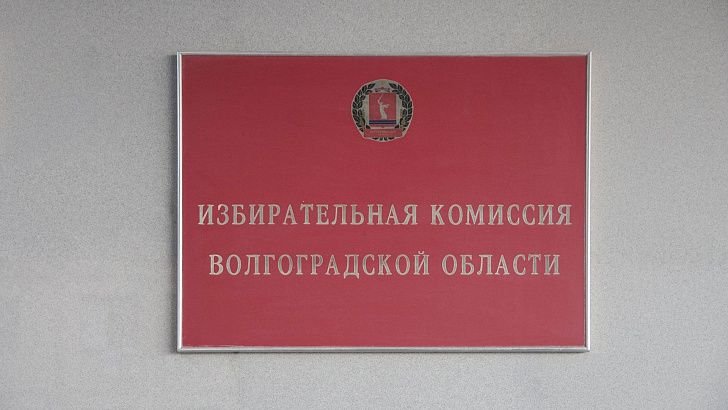 ИЗБИРАТЕЛЬНАЯ КОМИССИЯ
ВОЛГОГРАДСКОЙ ОБЛАСТИ